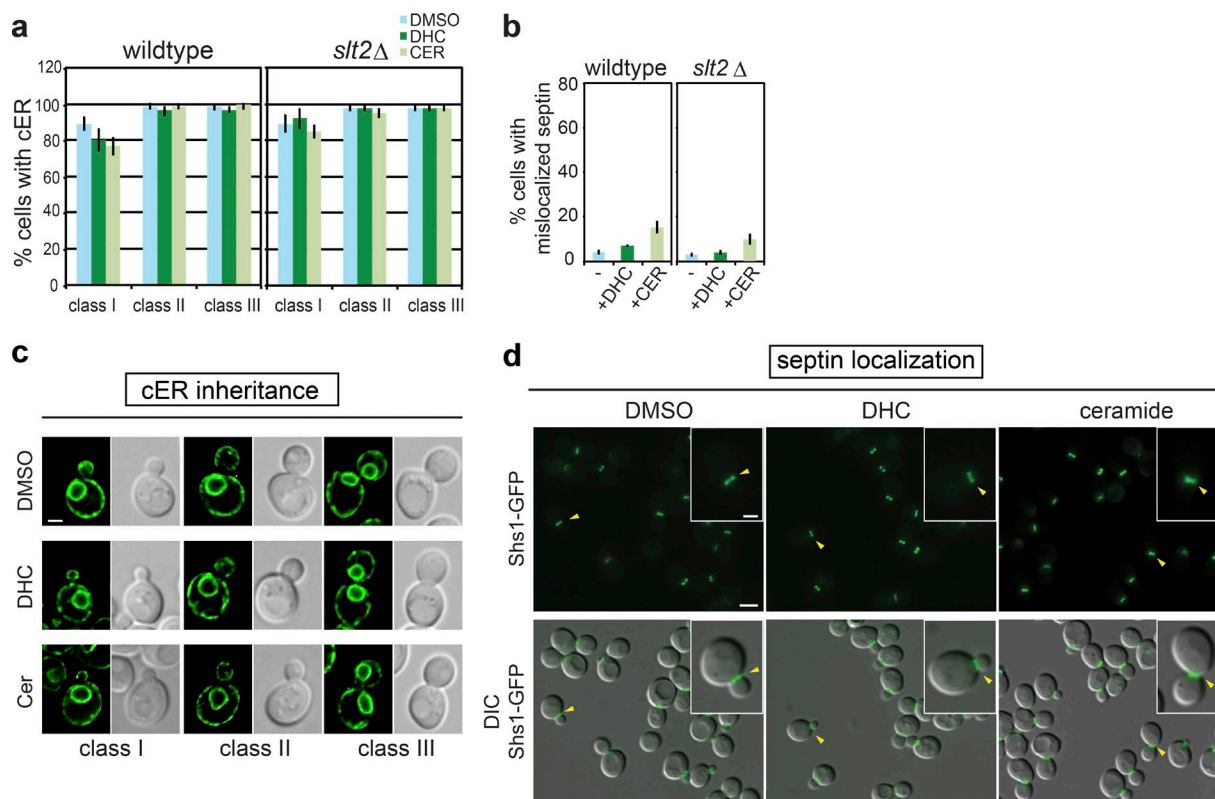 a
DMSO
DHC
CER
wildtype
slt2Δ
% cells with cER
120
100
80
60
40
20
0
class I
class II
class III
class I
class II
class III
b
wildtype
slt2 Δ
% cells with
mislocalized septin
80
60
40
20
0
-
+DHC
+CER
-
+DHC
+CER
c
cER inheritance
DMSO
DHC
Cer
class I
class II
class III
d
septin localization
DMSO
DHC
ceramide
Shs1-GFP
DIC
Shs1-GFP